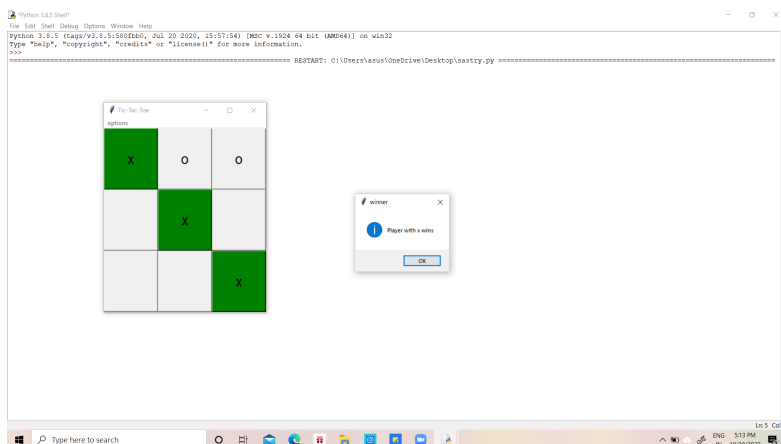 *Python 3.8.5 Shell*
File Edit Shell Debug Options Window Help
Python 3.8.5 (tags/v3.8.5:580fbb0, Jul 20 2020, 15:57:54) [MSC v.1924 64 bit (AMD64)] on win32
Type "help", "copyright", "credits" or "license()" for more information.
>>>
RESTART: C:\Users\asus\OneDrive\Desktop\sastry.py
Tic-Tac-Toe
options
X O O
X
X
winner
Player with x wins
OK
Ln: 5 Co
Type here to search
ENG 5:13 PM